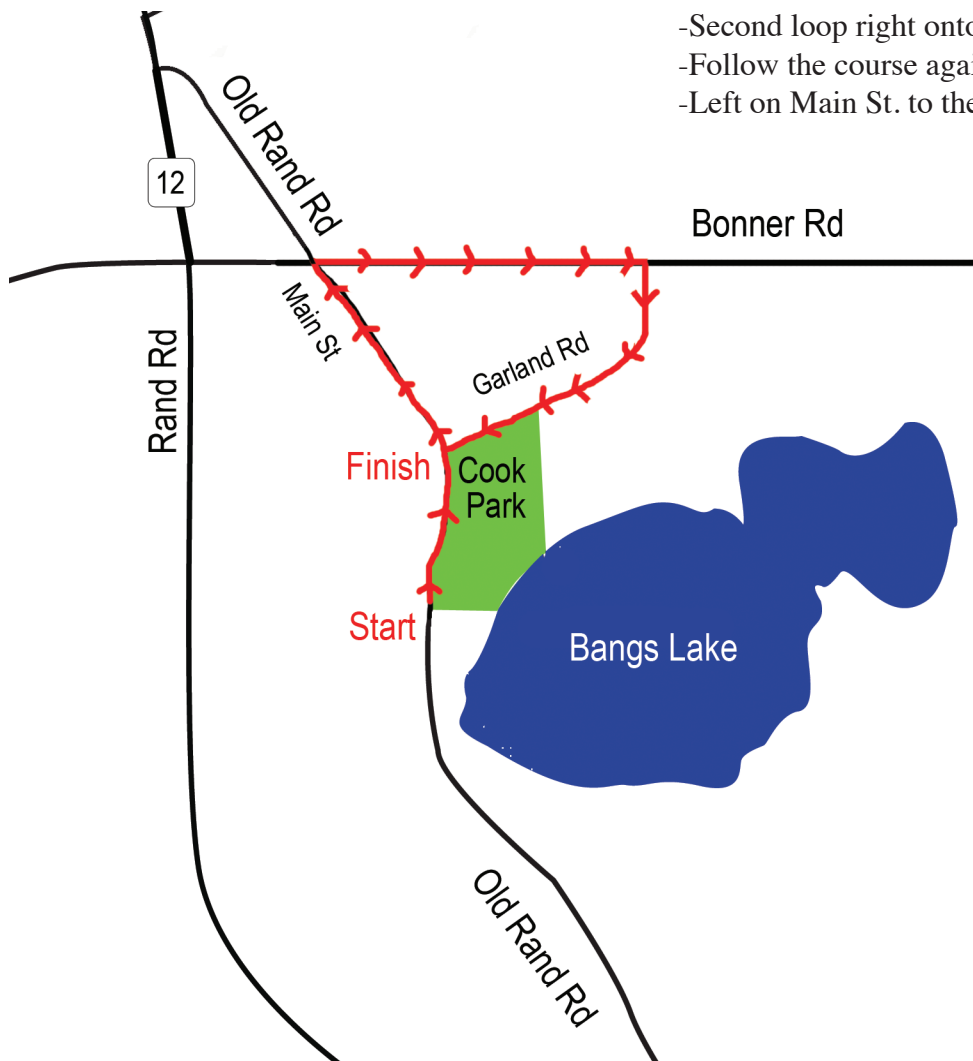 -Second loop right onto
-Follow the course agai
-Left on Main St. to the
Old Rand Rd
12
Bonner Rd
Main St
Rand Rd
Garland Rd
Finish
Cook
Park
Start
Bangs Lake
Old Rand Rd